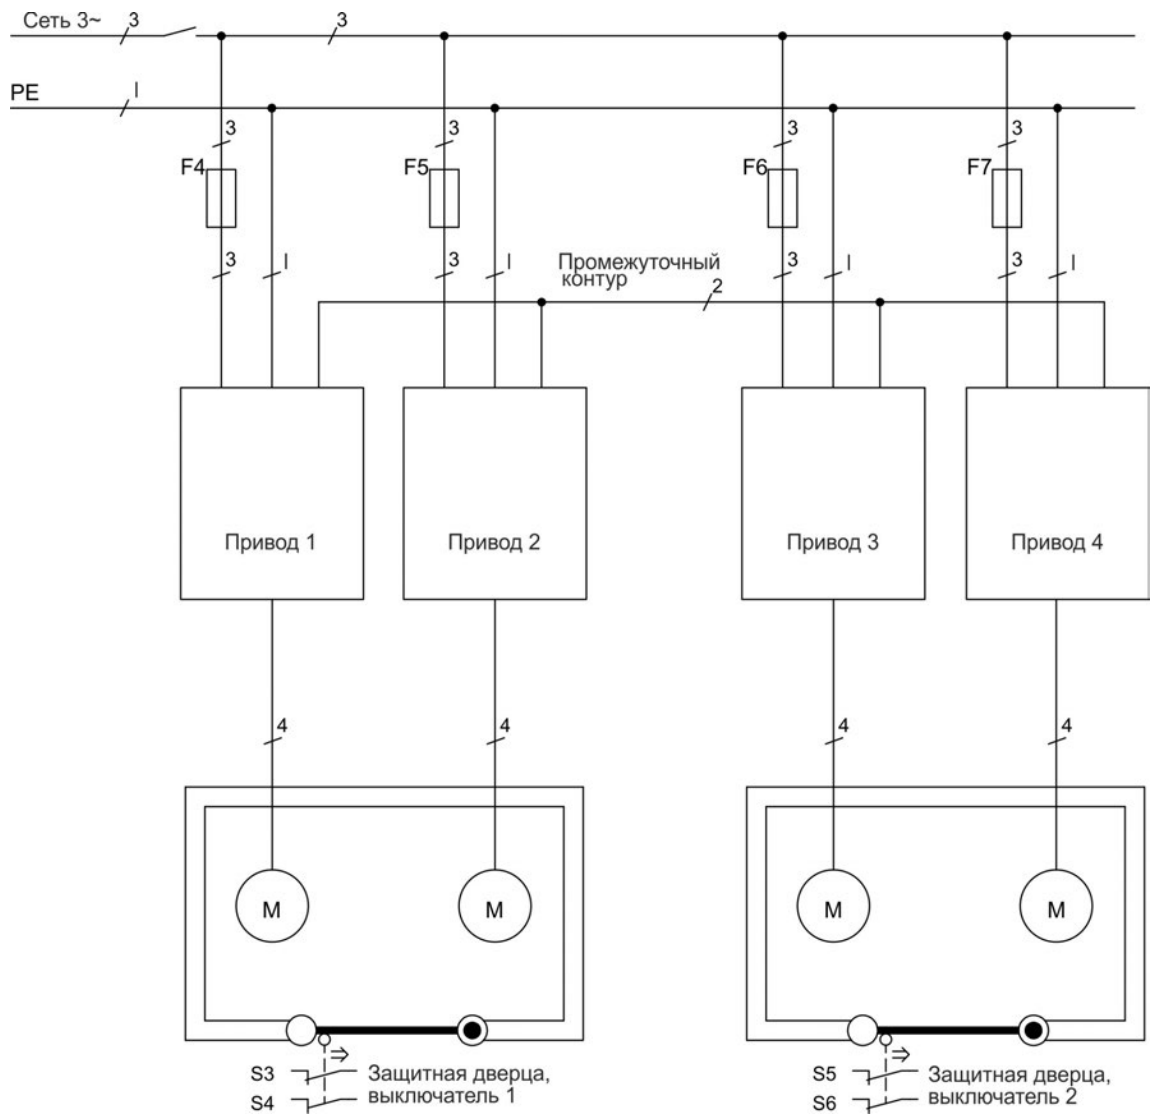 Сеть 3~ 3 3
PE I
3 3 3 3
F4 F5 F6 F7
3 I 3 I 3 I 3 I
Промежуточный
контур 2
Привод 1 Привод 2 Привод 3 Привод 4
4 4 4 4
M M M M
S3 Защитная дверца,
S4 выключатель 1
S5 Защитная дверца,
S6 выключатель 2